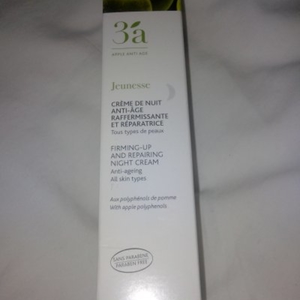 3a
APPLE ANTI-AGE
Jeunesse
CRÈME DE NUIT
ANTI-ÂGE
RAFFERMISSANTE
ET RÉPARATRICE
Tous types de peaux
FIRMING-UP
AND REPAIRING
NIGHT CREAM
Anti-ageing
All skin types
Aux polyphénols de pomme
With apple polyphenols
SANS PARABÈNE
PARABEN FREE